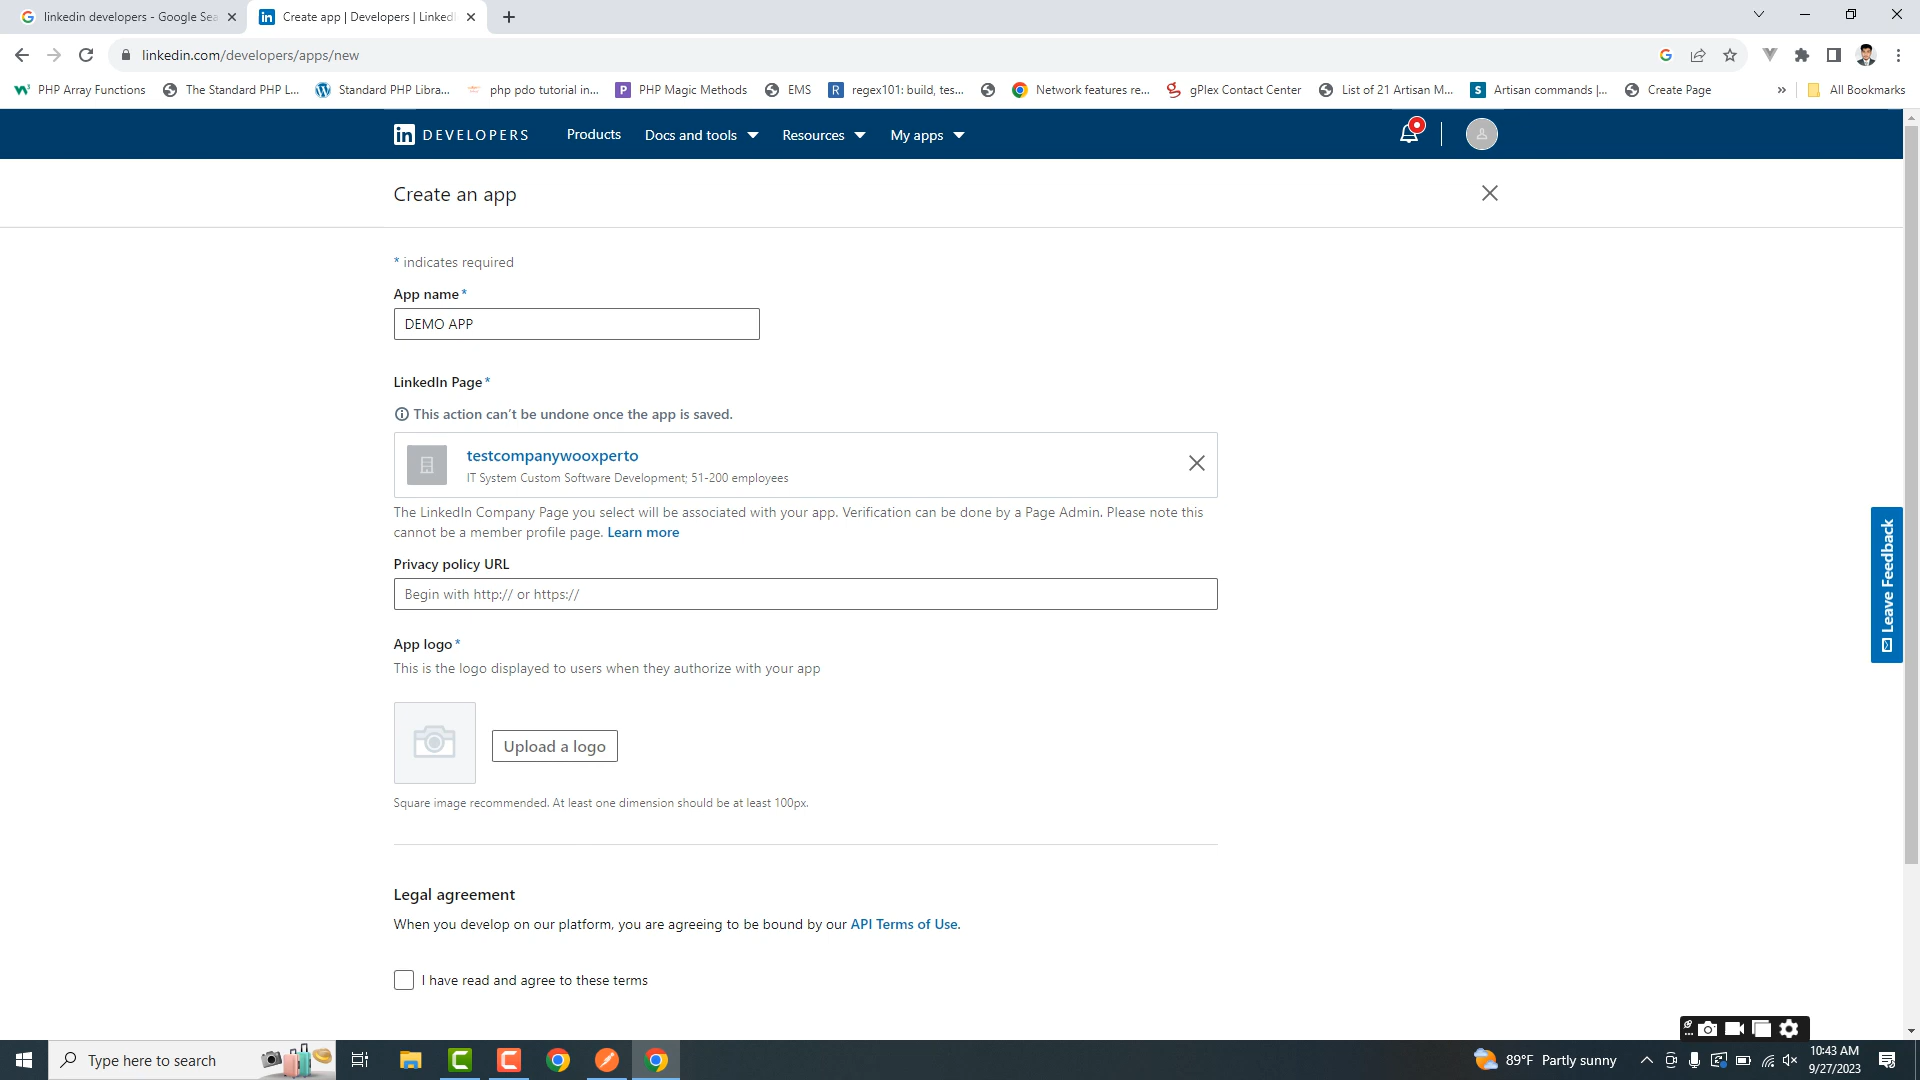 linkedin developers - Google Sea
Create app | Developers | LinkedI
linkedin.com/developers/apps/new
PHP Array Functions
The Standard PHP L...
Standard PHP Libra...
php pdo tutorial in...
PHP Magic Methods
EMS
regex101: build, tes...
Network features re...
gPlex Contact Center
List of 21 Artisan M...
Artisan commands |...
Create Page
»
All Bookmarks
in DEVELOPERS
Products
Docs and tools
Resources
My apps
Create an app
* indicates required
App name*
DEMO APP
LinkedIn Page*
This action can't be undone once the app is saved.
testcompanywooxperto
IT System Custom Software Development; 51-200 employees
The LinkedIn Company Page you select will be associated with your app. Verification can be done by a Page Admin. Please note this
cannot be a member profile page. Learn more
Privacy policy URL
Begin with http:// or https://
Leave Feedback
App logo*
This is the logo displayed to users when they authorize with your app
Upload a logo
Square image recommended. At least one dimension should be at least 100px.
Legal agreement
When you develop on our platform, you are agreeing to be bound by our API Terms of Use.
I have read and agree to these terms
Type here to search
89°F Partly sunny
10:43 AM
9/27/2023